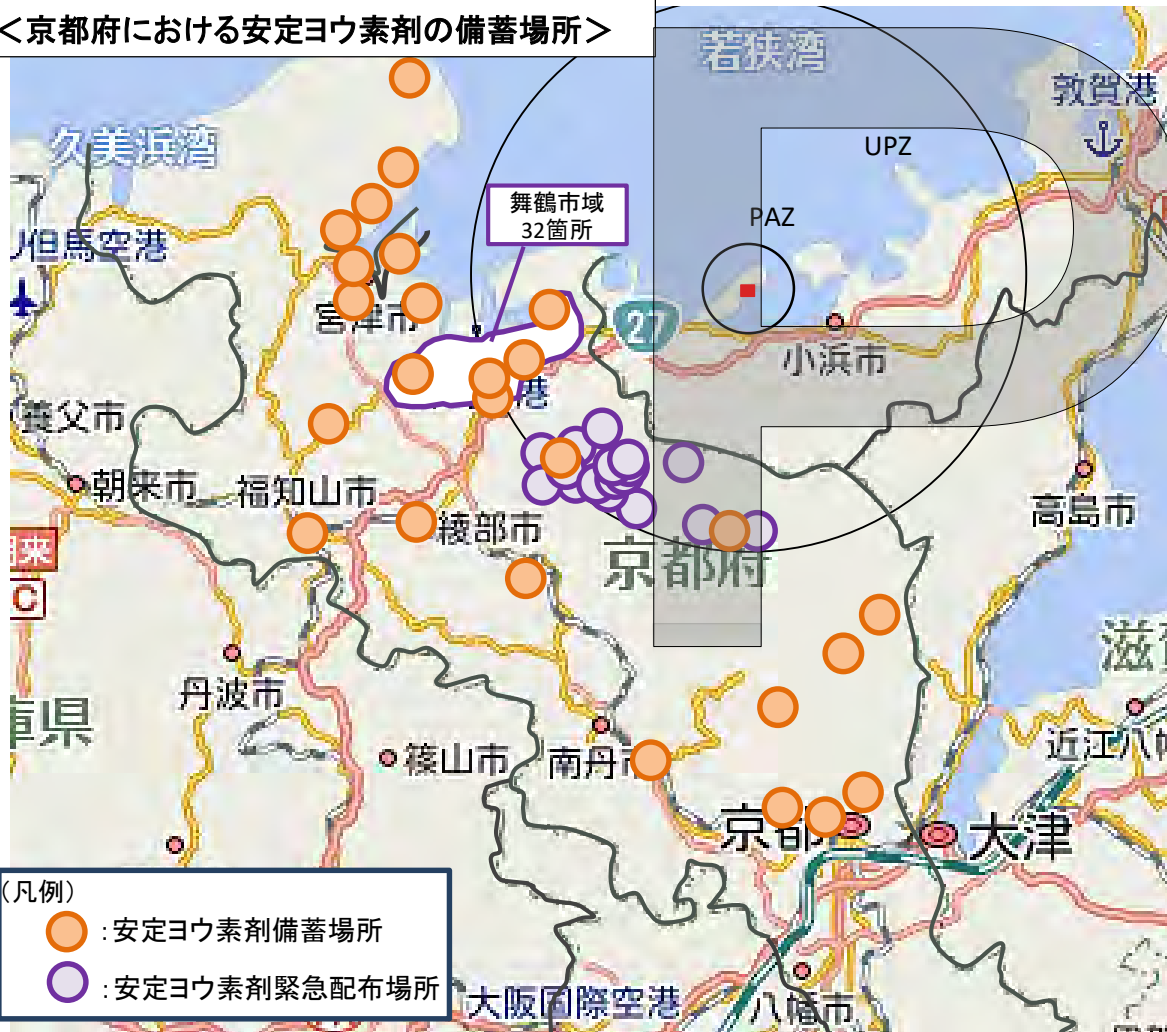 ＜京都府における安定ヨウ素剤の備蓄場所＞
若狭湾
敦賀港
久美浜湾
UPZ
舞鶴市域
32箇所
PAZ
但馬空港
27
宮津市
小浜市
港
養父市
朝来市
福知山市
綾部市
高島市
京都府
C
丹波市
庫県
篠山市
南丹市
近江八
京都
大津
(凡例)
：安定ヨウ素剤備蓄場所
：安定ヨウ素剤緊急配布場所
大阪国際空港
八幡市